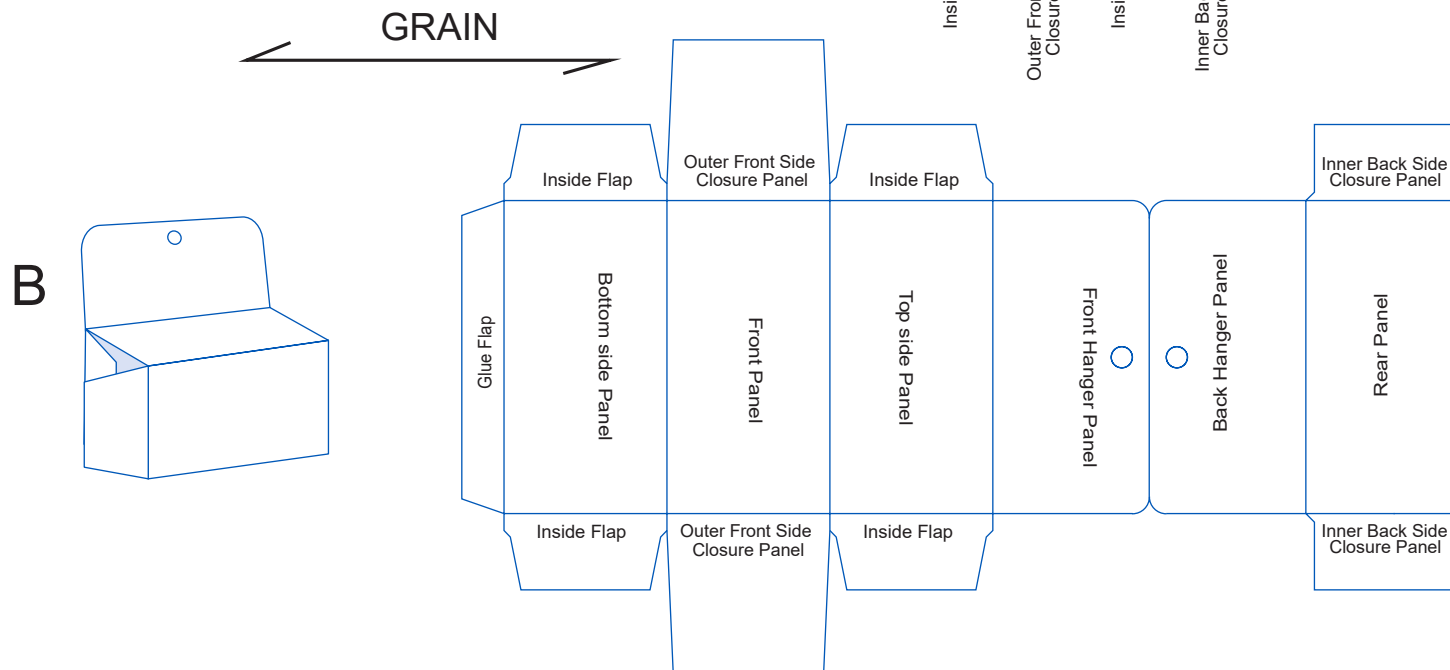 GRAIN
Outer Front Side
Closure Panel
Inner Back Side
Closure Panel
Inside Flap
Inside Flap
B
Glue Flap
Bottom side Panel
Front Panel
Top side Panel
Front Hanger Panel
Back Hanger Panel
Rear Panel
Inside Flap
Outer Front Side
Closure Panel
Inside Flap
Inner Back Side
Closure Panel